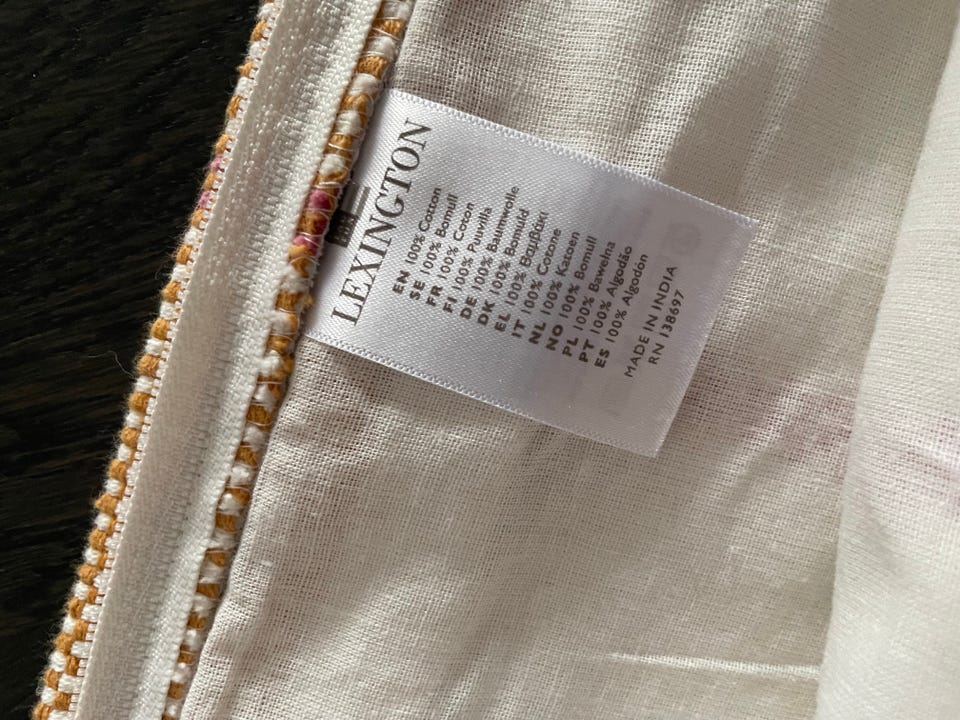 LEXINGTON
EN 100% Cotton
SE 100% Bomull
FR 100% Coton
FI 100% Puuvilla
DE 100% Baumwolle
DK 100% Bomuld
EL 100% Βαμβάκι
IT 100% Cotone
NL 100% Katoen
NO 100% Bomull
PL 100% Bawełna
PT 100% Algodão
ES 100% Algodón
MADE IN INDIA
RN 138697